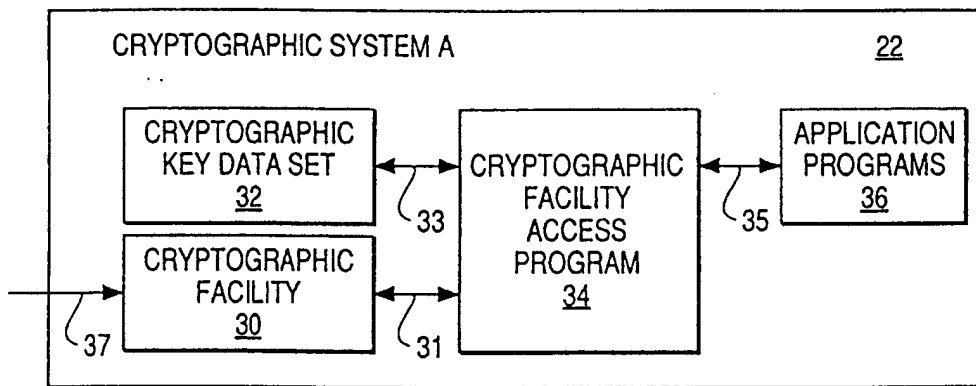 CRYPTOGRAPHIC SYSTEM A
22
CRYPTOGRAPHIC
KEY DATA SET
32
33
CRYPTOGRAPHIC
FACILITY
30
31
37
CRYPTOGRAPHIC
FACILITY
ACCESS
PROGRAM
34
35
APPLICATION
PROGRAMS
36